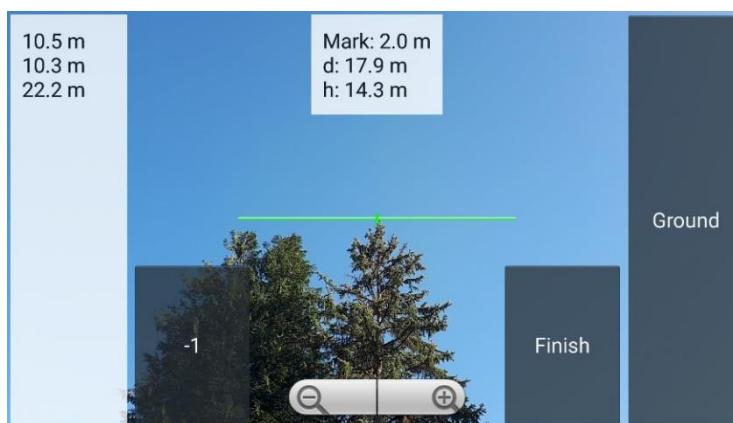 10.5 m
10.3 m
22.2 m
Mark: 2.0 m
d: 17.9 m
h: 14.3 m
Ground
-1
Finish